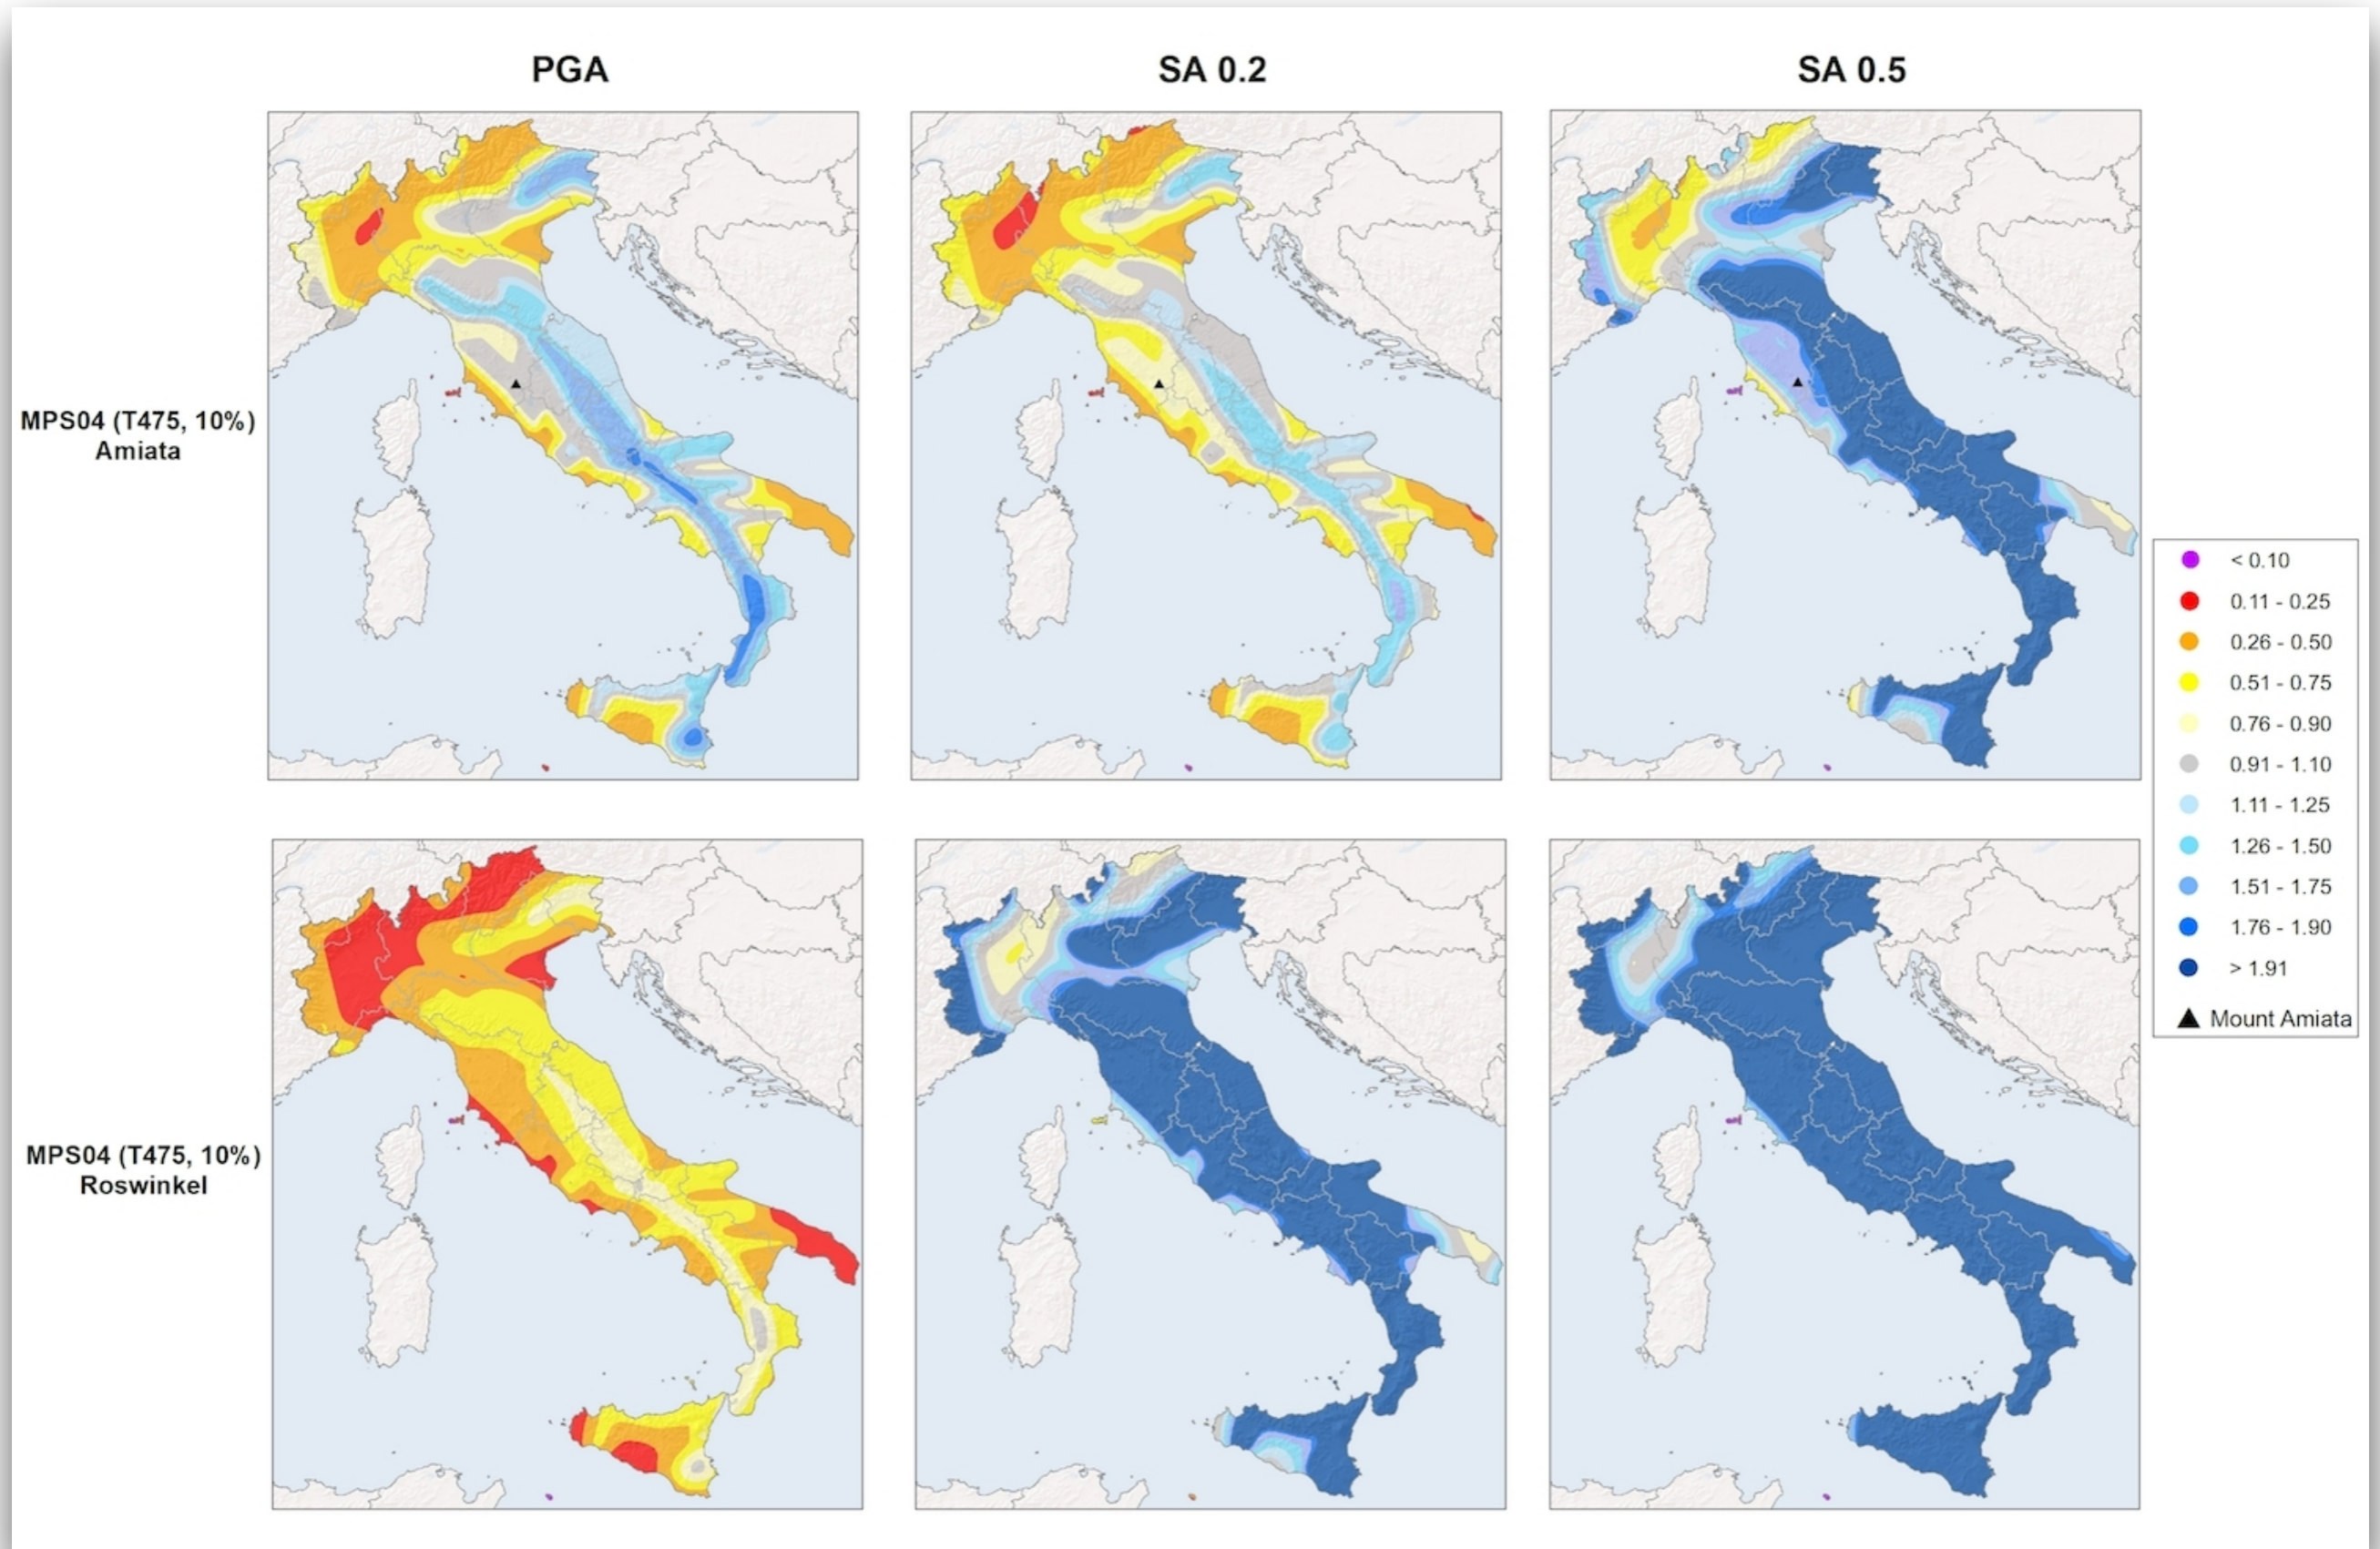 PGA
SA 0.2
SA 0.5
MPS04 (T475, 10%)
Amiata
MPS04 (T475, 10%)
Roswinkel
< 0.10
0.11 - 0.25
0.26 - 0.50
0.51 - 0.75
0.76 - 0.90
0.91 - 1.10
1.11 - 1.25
1.26 - 1.50
1.51 - 1.75
1.76 - 1.90
> 1.91
Mount Amiata